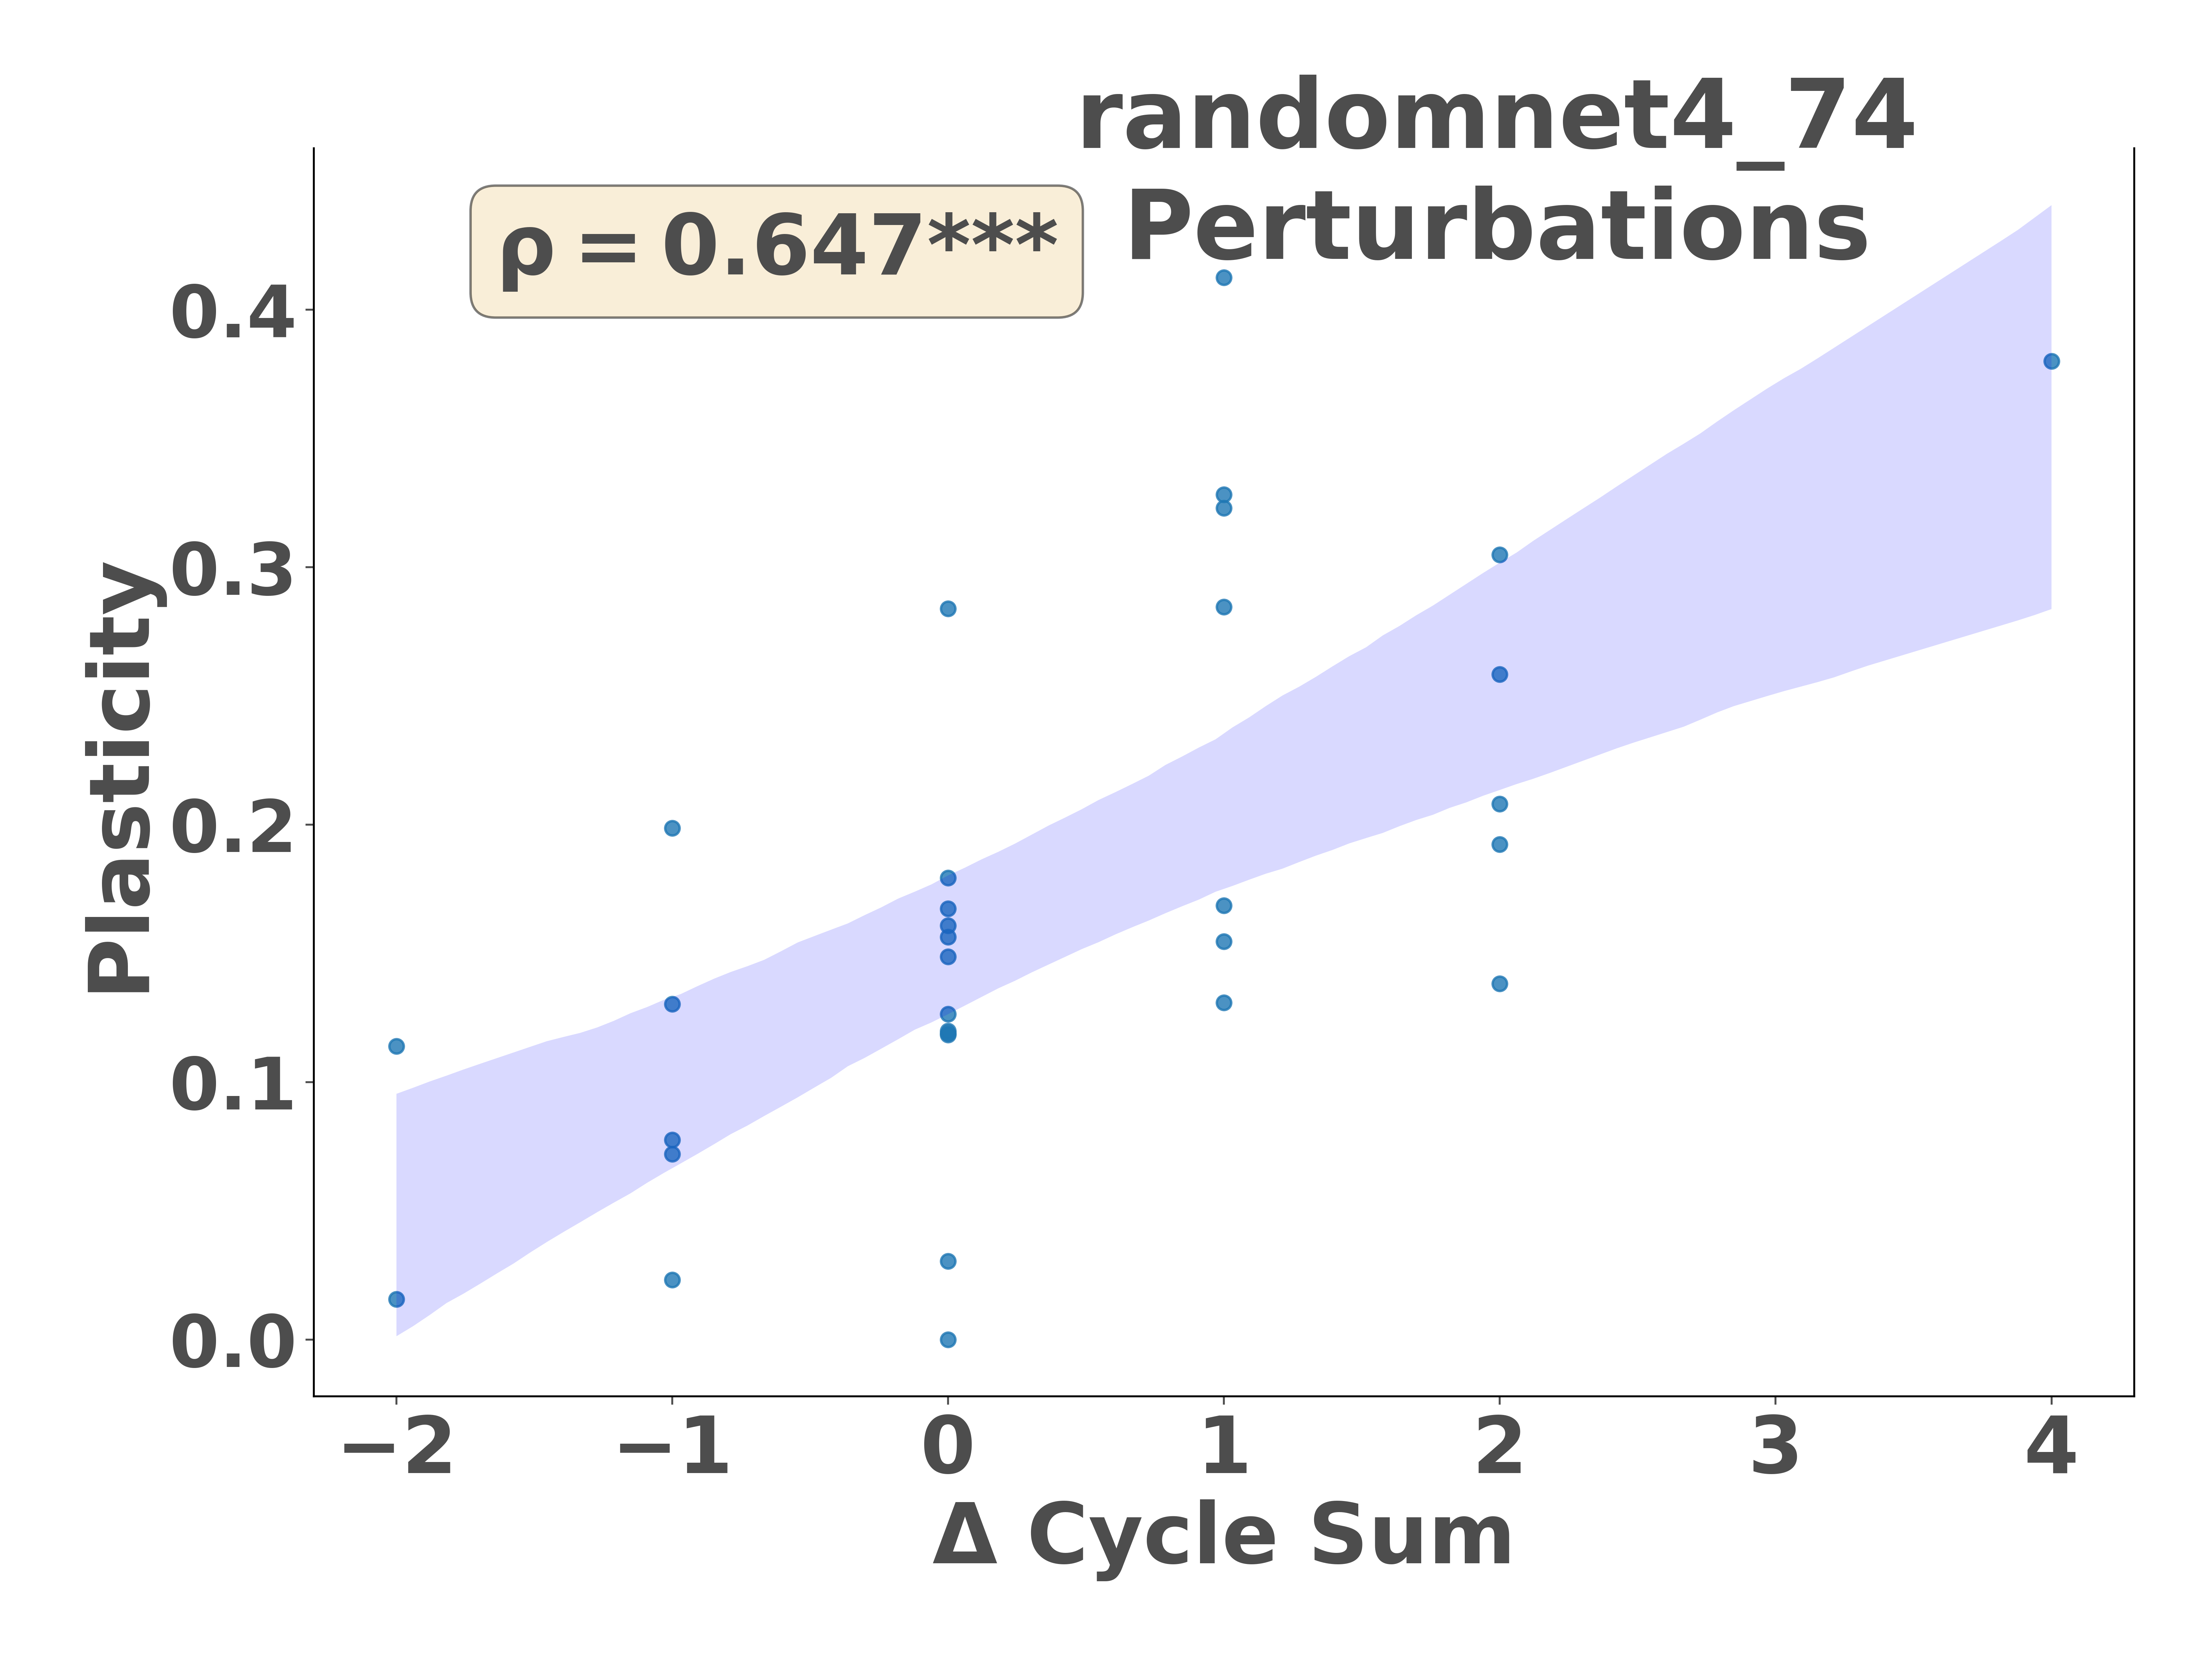 randomnet4_74
Perturbations
ρ = 0.647***
Plasticity
0.4
0.3
0.2
0.1
0.0
−2 −1 0 1 2 3 4
Δ Cycle Sum